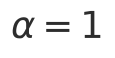 α = 1